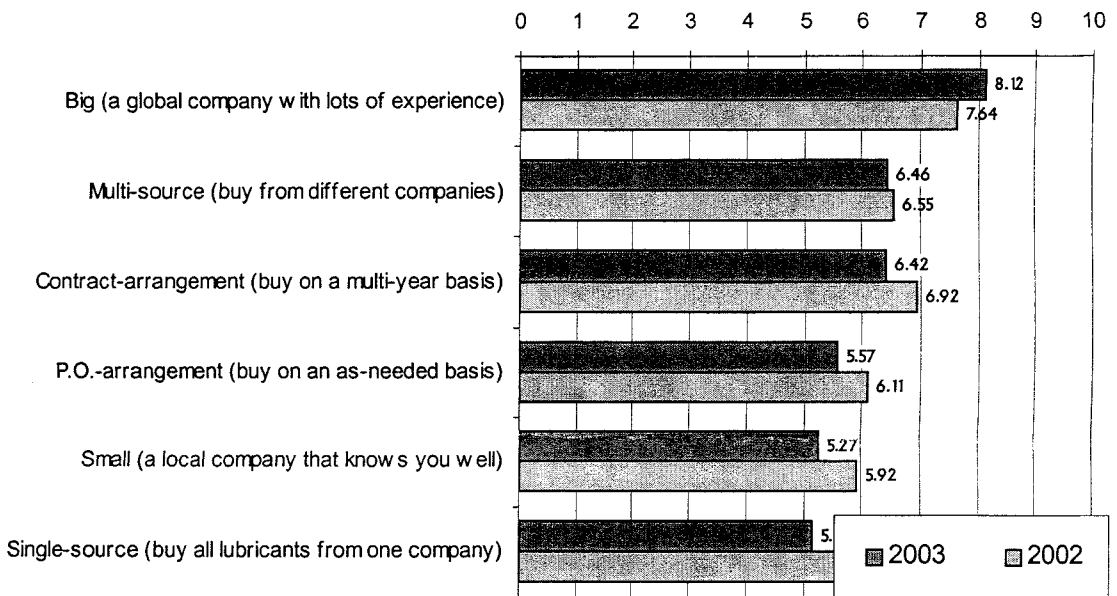 0 1 2 3 4 5 6 7 8 9 10
Big (a global company with lots of experience)
8.12
7.64
Multi-source (buy from different companies)
6.46
6.55
Contract-arrangement (buy on a multi-year basis)
6.42
6.92
P.O.-arrangement (buy on an as-needed basis)
5.57
6.11
Small (a local company that knows you well)
5.27
5.92
Single-source (buy all lubricants from one company)
5.
2003 2002